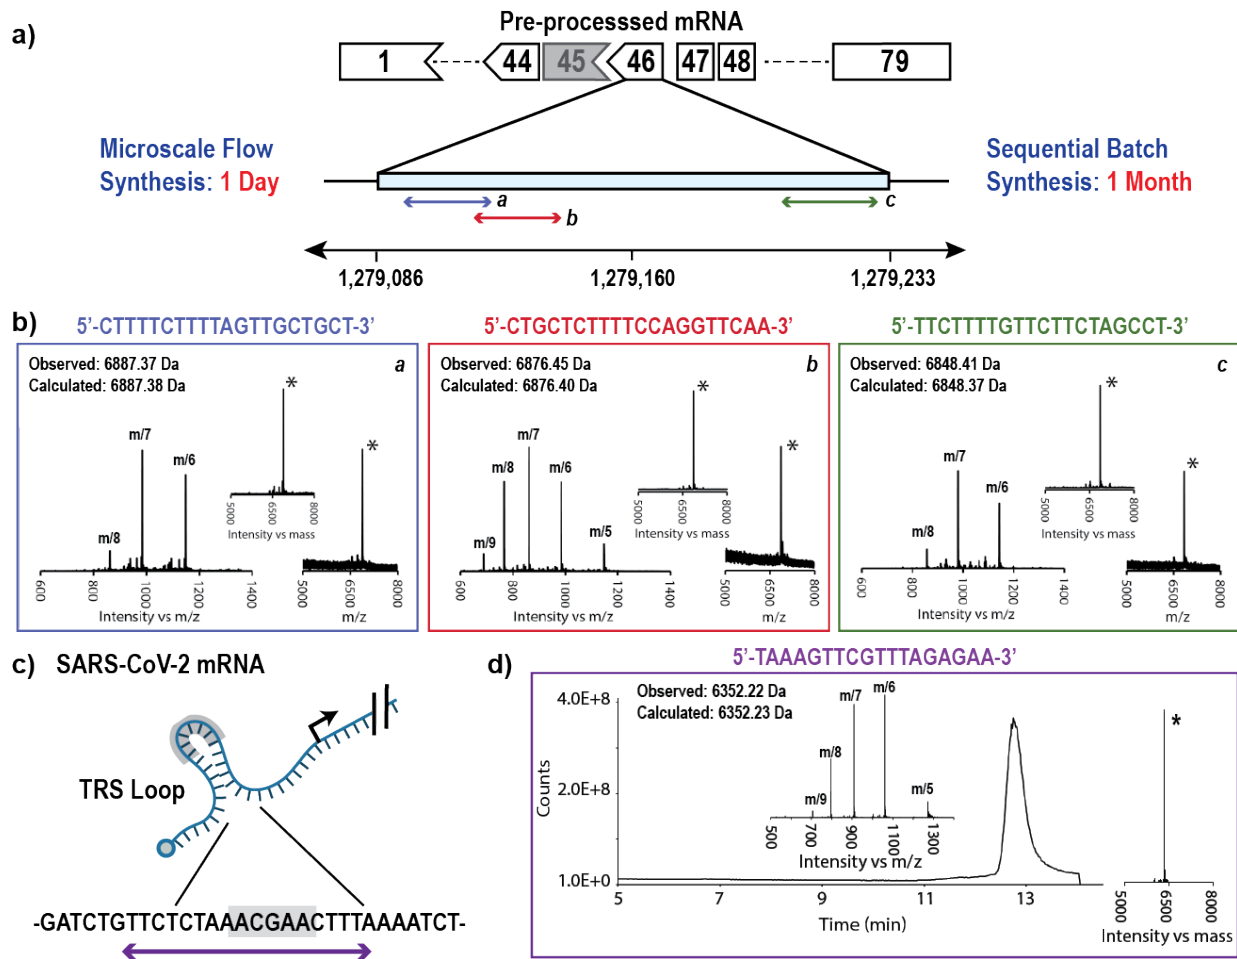 a)
Pre-processsed mRNA
1 44 45 46 47 48 79
Microscale Flow
Synthesis: 1 Day
Sequential Batch
Synthesis: 1 Month
a
b
c
1,279,086 1,279,160 1,279,233
b)
5'-CTTTTCTTTTAGTTGCTGCT-3'
Observed: 6887.37 Da
Calculated: 6887.38 Da
a
*
*
m/7
m/6
m/8
5000 6500 8000
Intensity vs mass
600 800 1000 1200 1400
Intensity vs m/z
5000 6500 8000
m/z
5'-CTGCTCTTTTCCAGGTTCAA-3'
Observed: 6876.45 Da
Calculated: 6876.40 Da
b
*
*
m/7
m/8
m/6
m/9
m/5
5000 6500 8000
Intensity vs mass
600 800 1000 1200 1400
Intensity vs m/z
5000 6500 8000
m/z
5'-TTCTTTTGTTCTTCTAGCCT-3'
Observed: 6848.41 Da
Calculated: 6848.37 Da
c
*
*
m/7
m/6
m/8
5000 6500 8000
Intensity vs mass
600 800 1000 1200 1400
Intensity vs m/z
5000 6500 8000
m/z
c) SARS-CoV-2 mRNA
TRS Loop
-GATCTGTTCTCTAAACGAACTTTAAAATCT-
d)
5'-TAAAGTTCGTTTAGAGAA-3'
Observed: 6352.22 Da
Calculated: 6352.23 Da
4.0E+8
2.0E+8
1.0E+0
Counts
m/7
m/6
m/8
m/9
m/5
500 700 900 1100 1300
Intensity vs m/z
5 7 9 11 13
Time (min)
*
5000 6500 8000
Intensity vs mass